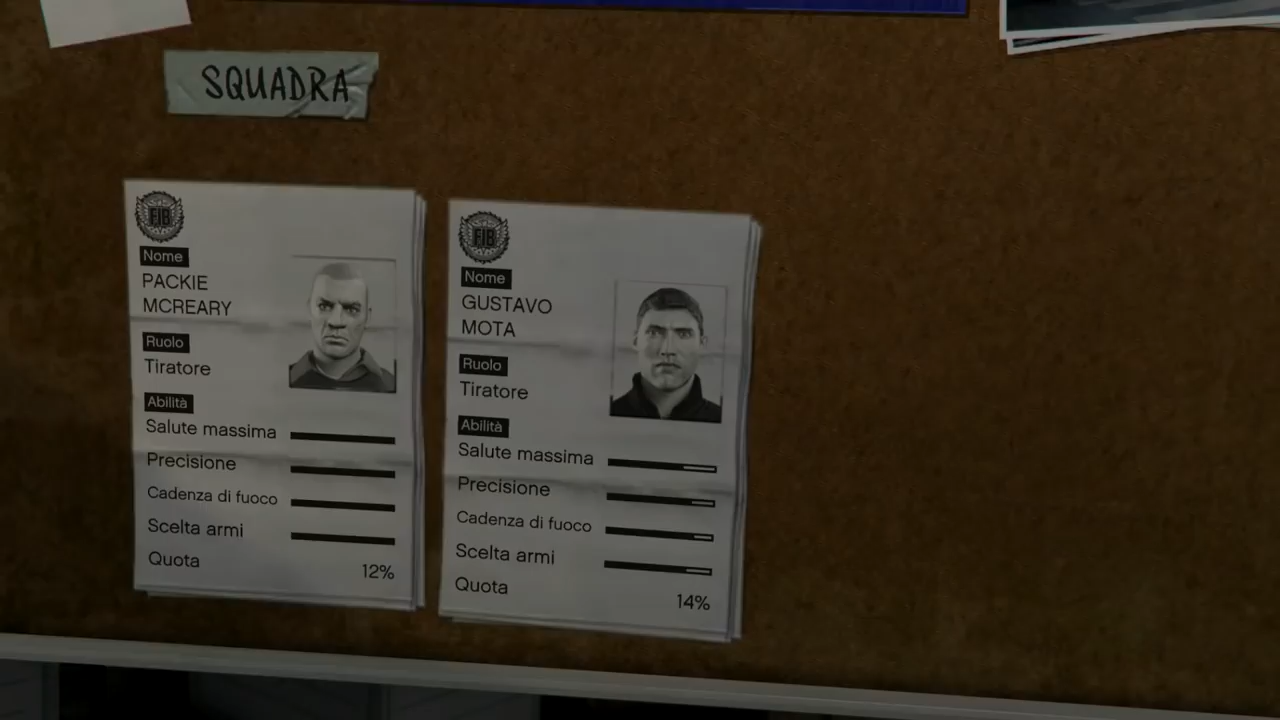 SQUADRA
FIB
Nome
PACKIE
MCREARY
Ruolo
Tiratore
Abilità
Salute massima
Precisione
Cadenza di fuoco
Scelta armi
Quota
12%
FIB
Nome
GUSTAVO
MOTA
Ruolo
Tiratore
Abilità
Salute massima
Precisione
Cadenza di fuoco
Scelta armi
Quota
14%